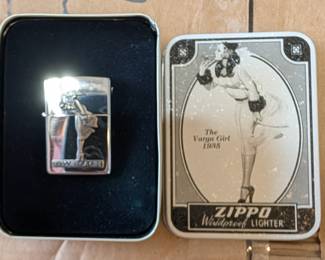 The
Varga Girl
1935
ZIPPO
Windproof LIGHTER